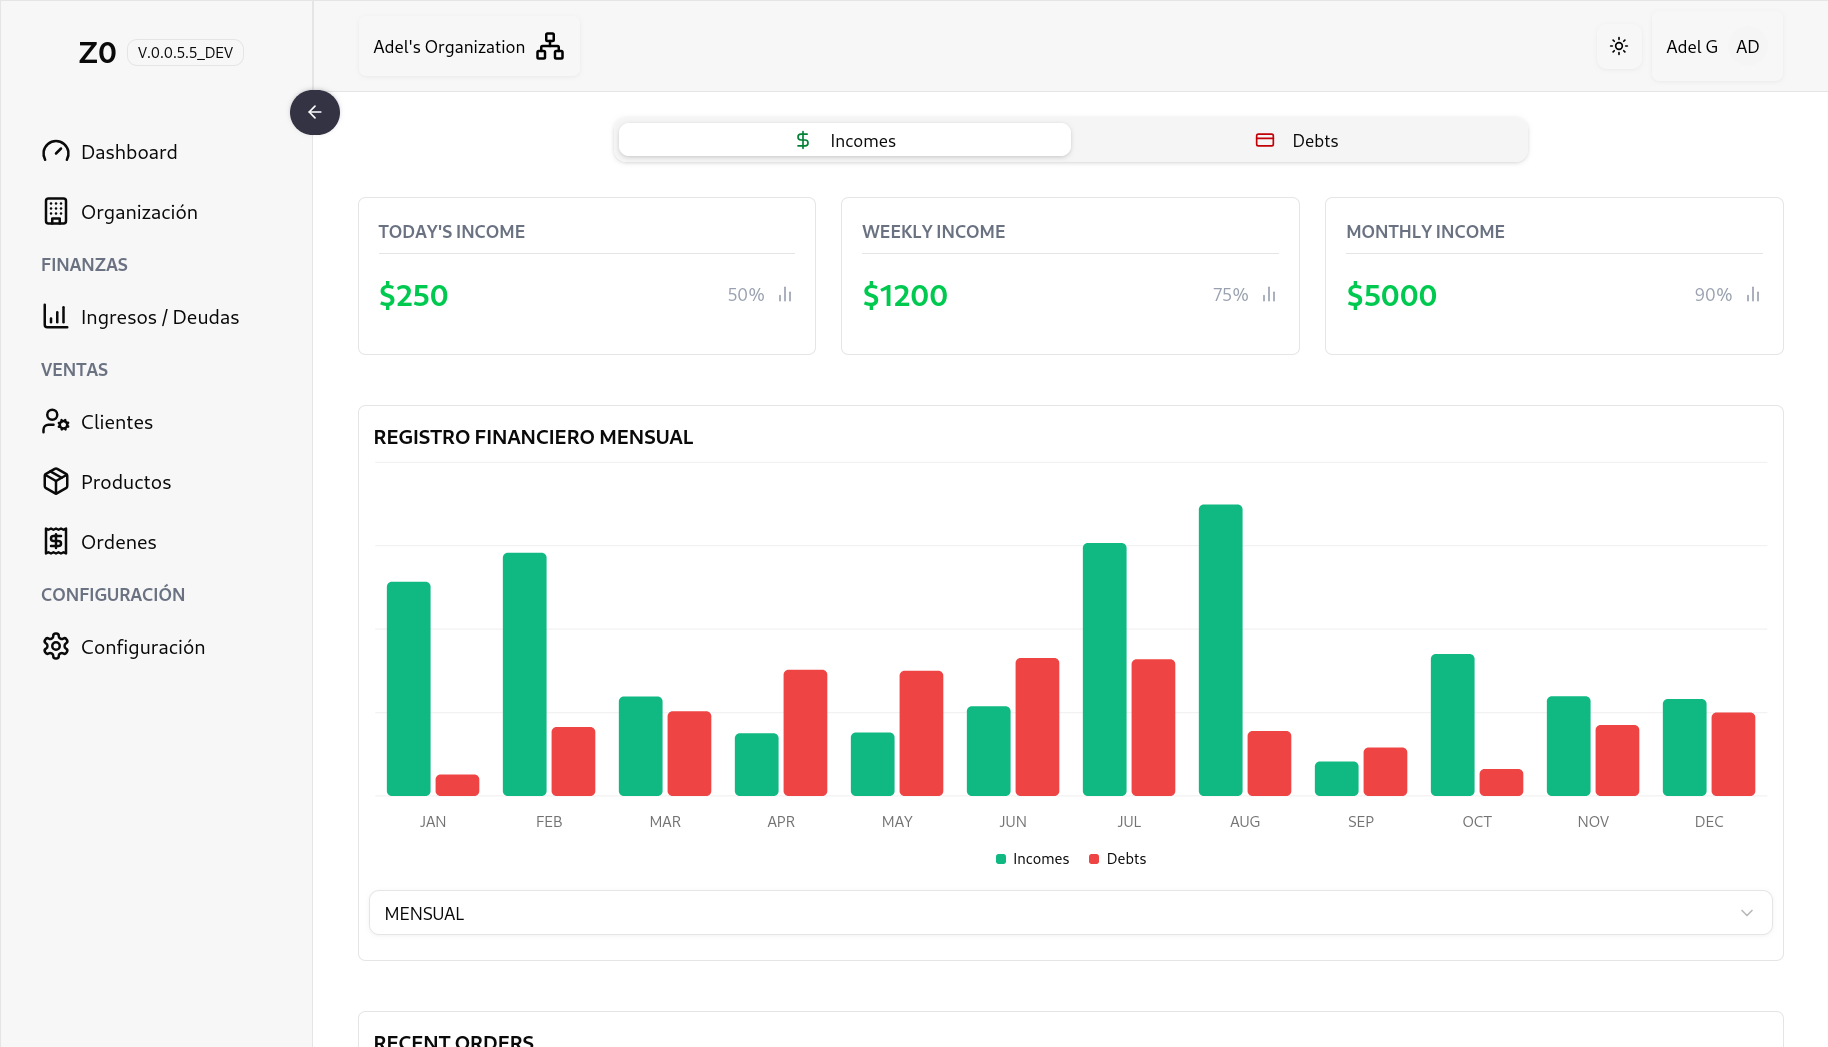 Z0 V.0.0.5.5_DEV
Dashboard
Organización
FINANZAS
Ingresos / Deudas
VENTAS
Clientes
Productos
Ordenes
CONFIGURACIÓN
Configuración
Adel's Organization
Adel G AD
Incomes
Debts
TODAY'S INCOME
$250 50%
WEEKLY INCOME
$1200 75%
MONTHLY INCOME
$5000 90%
REGISTRO FINANCIERO MENSUAL
JAN FEB MAR APR MAY JUN JUL AUG SEP OCT NOV DEC
Incomes Debts
MENSUAL
RECENT ORDERS